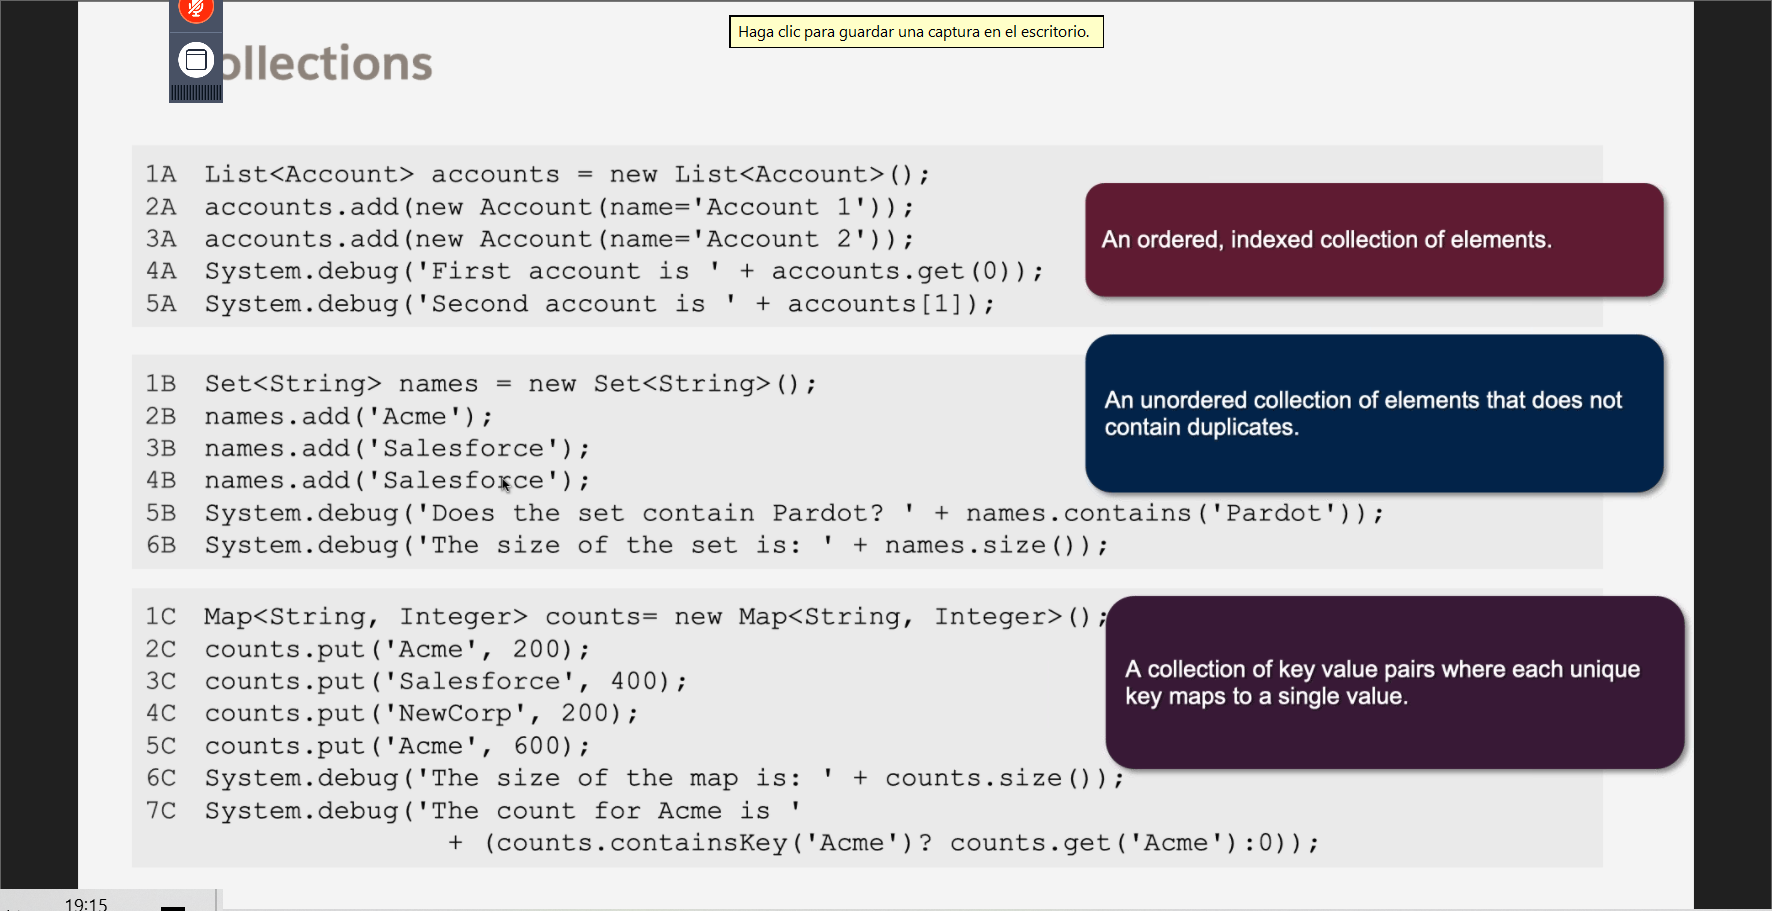 Haga clic para guardar una captura en el escritorio.
ollections
1A List<Account> accounts = new List<Account>();
2A accounts.add(new Account(name='Account 1'));
3A accounts.add(new Account(name='Account 2'));
4A System.debug('First account is ' + accounts.get(0));
5A System.debug('Second account is ' + accounts[1]);
An ordered, indexed collection of elements.
1B Set<String> names = new Set<String>();
2B names.add('Acme');
3B names.add('Salesforce');
4B names.add('Salesforce');
5B System.debug('Does the set contain Pardot? ' + names.contains('Pardot'));
6B System.debug('The size of the set is: ' + names.size());
An unordered collection of elements that does not
contain duplicates.
1C Map<String, Integer> counts= new Map<String, Integer>();
2C counts.put('Acme', 200);
3C counts.put('Salesforce', 400);
4C counts.put('NewCorp', 200);
5C counts.put('Acme', 600);
6C System.debug('The size of the map is: ' + counts.size());
7C System.debug('The count for Acme is '
+ (counts.containsKey('Acme')? counts.get('Acme'):0));
A collection of key value pairs where each unique
key maps to a single value.
19:15